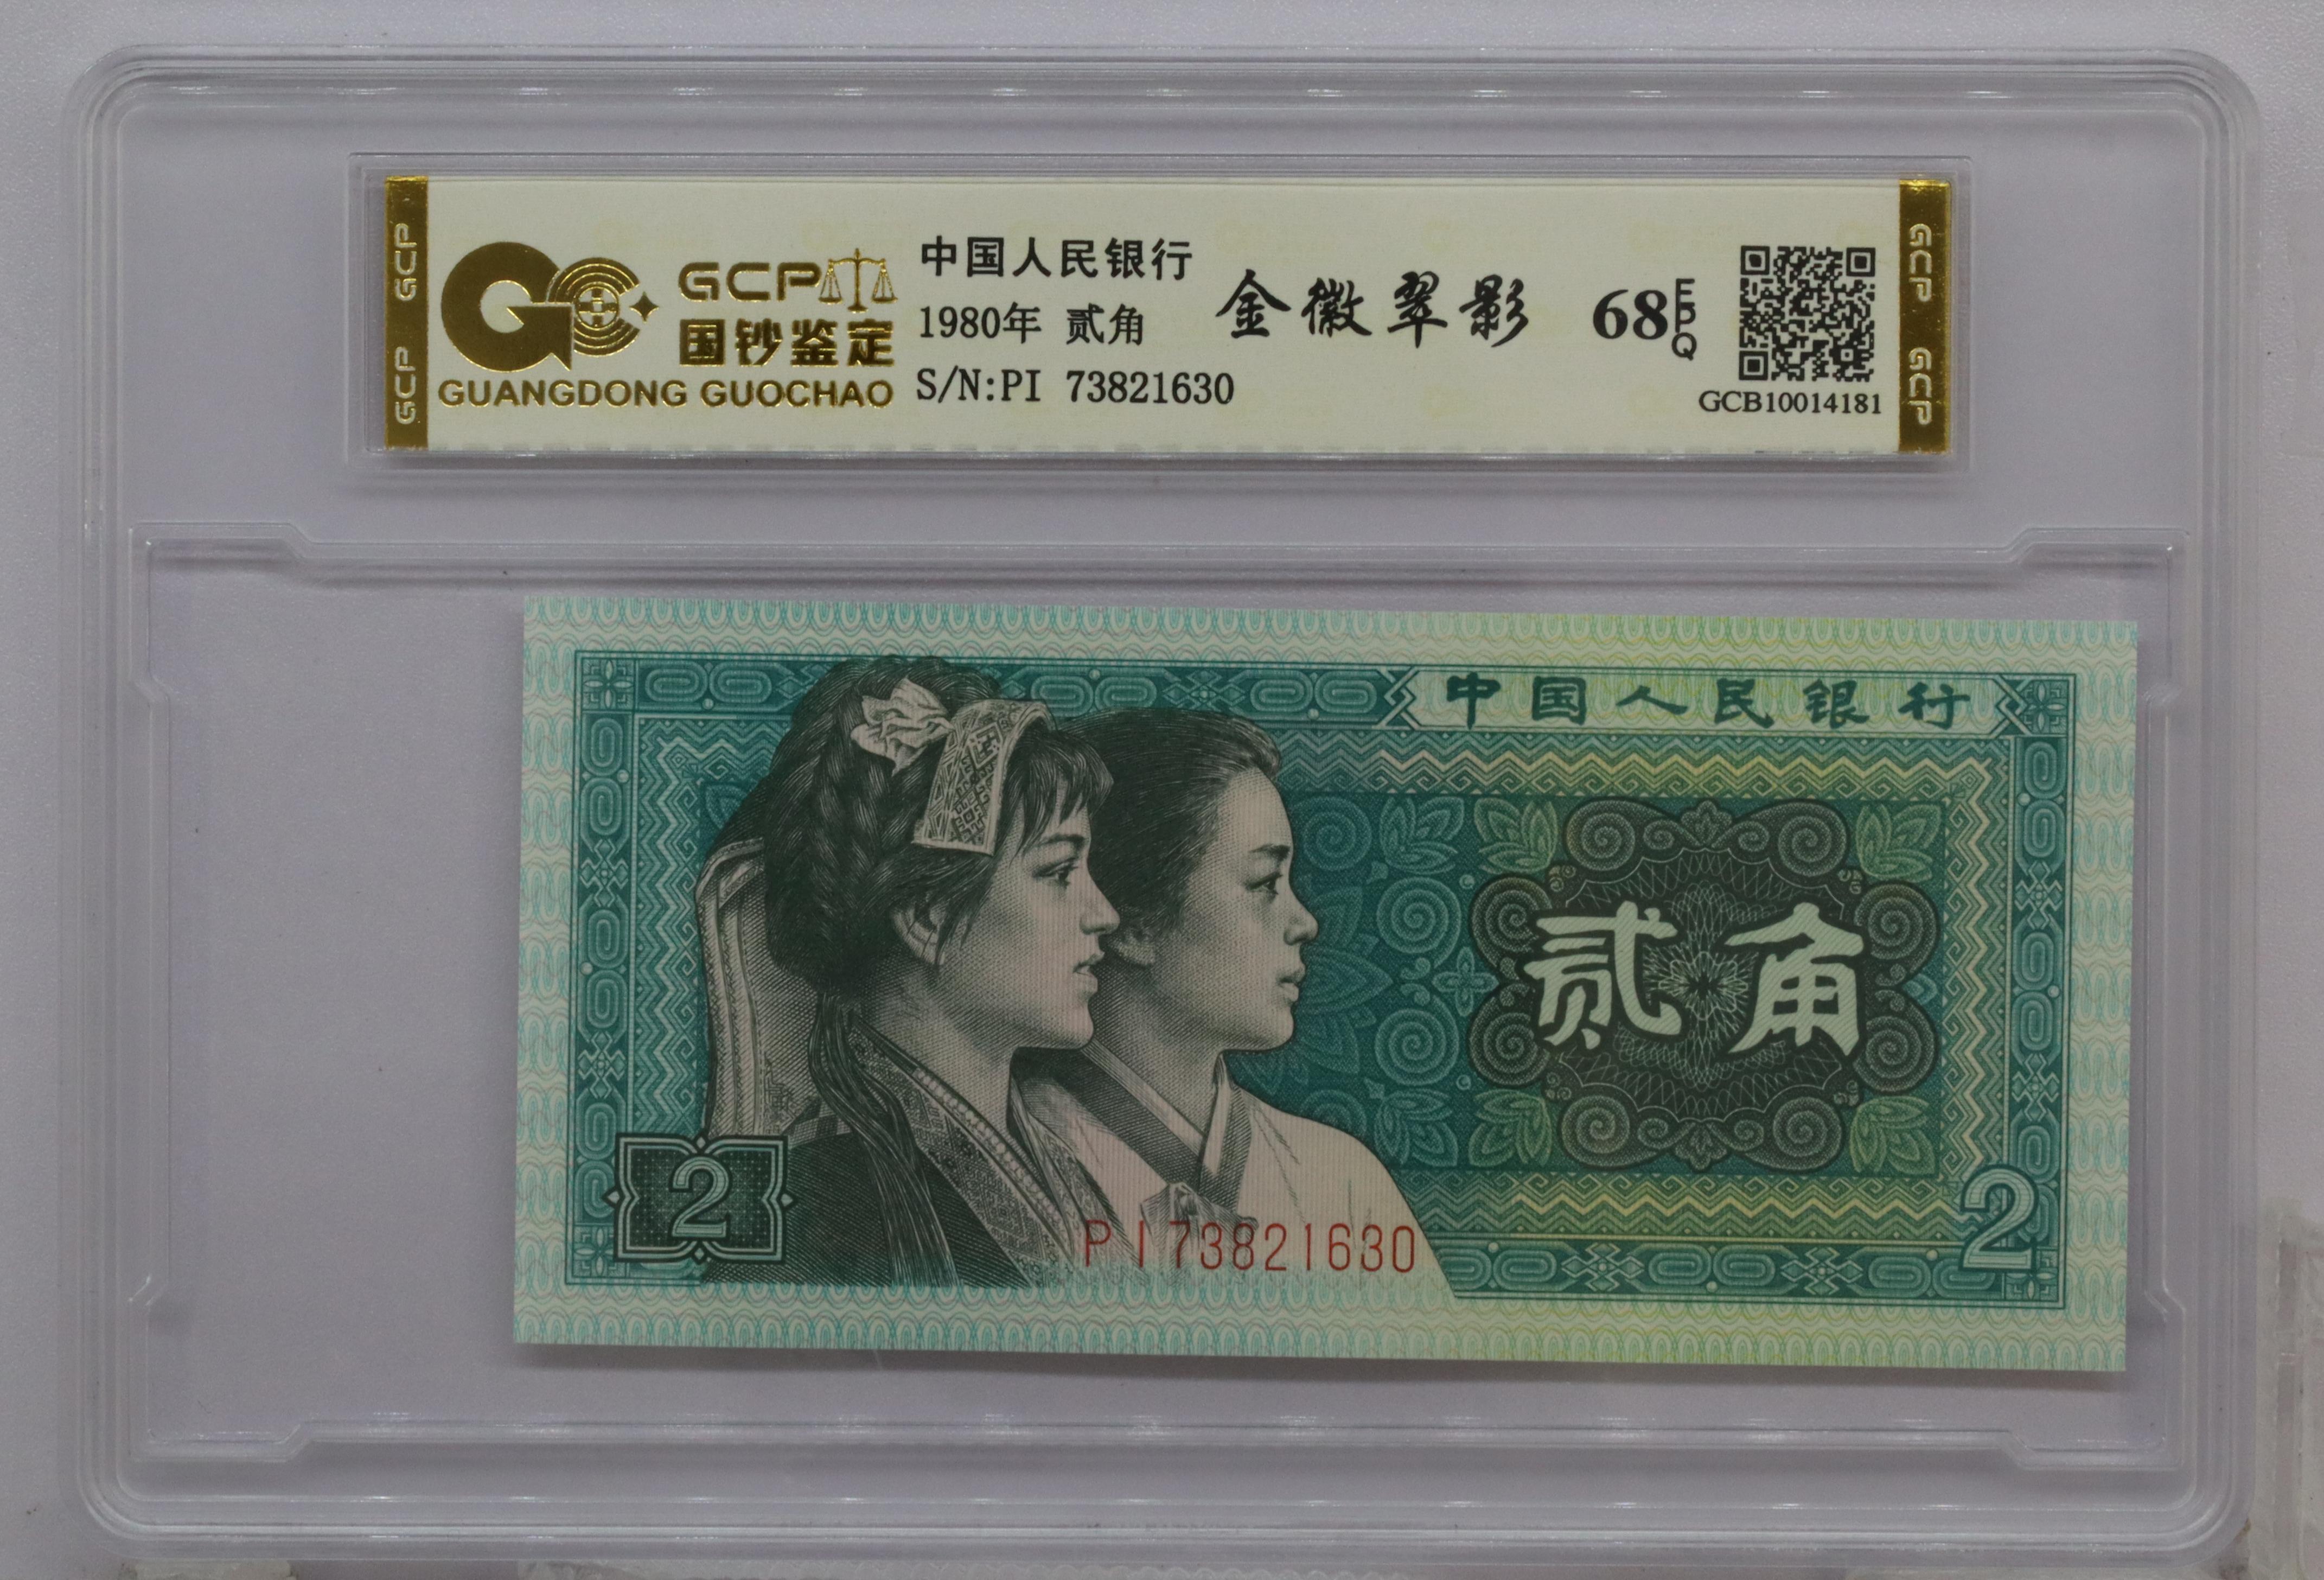 GCP GCP
GCP
国钞鉴定
GUANGDONG GUOCHAO
中国人民银行
1980年 贰角
S/N:PI 73821630
金徽翠影
68EPQ
GCB10014181
GCP GCP
中国人民银行
贰角
2
PI73821630
2